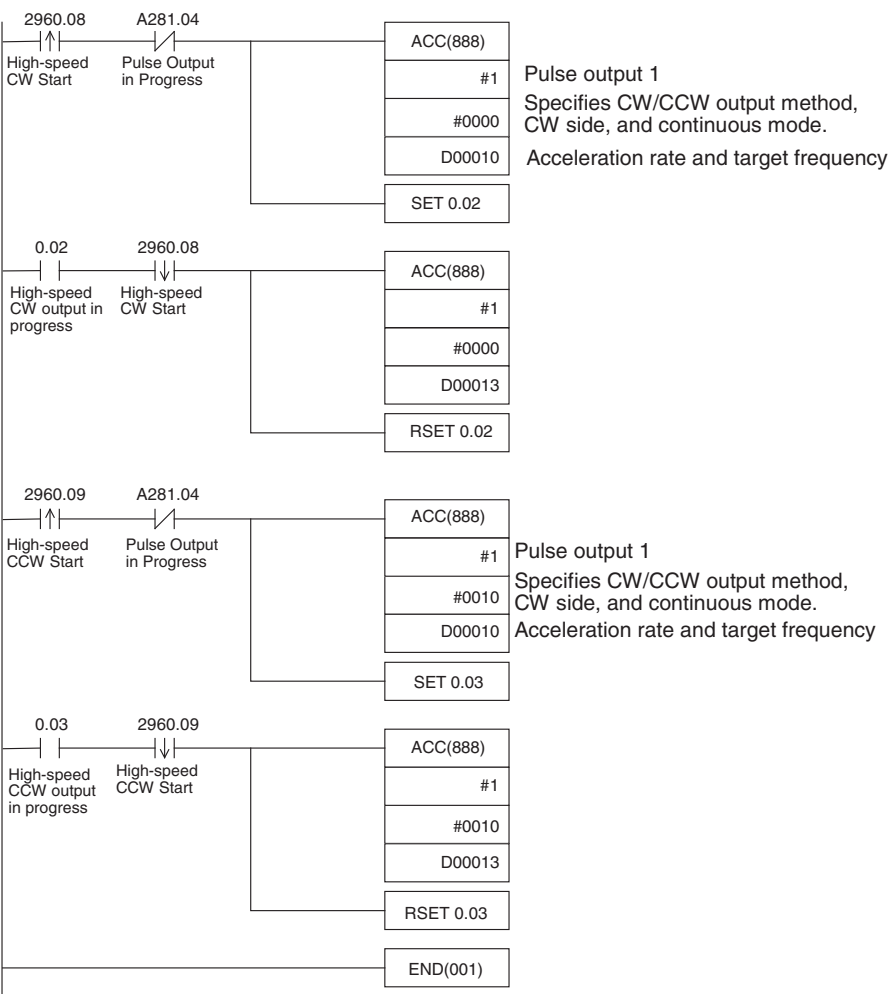 2960.08 A281.04
ACC(888)
High-speed Pulse Output
CW Start in Progress
#1 Pulse output 1
#0000 Specifies CW/CCW output method,
CW side, and continuous mode.
D00010 Acceleration rate and target frequency
SET 0.02
0.02 2960.08
ACC(888)
High-speed High-speed
CW output in CW Start
progress
#1
#0000
D00013
RSET 0.02
2960.09 A281.04
ACC(888)
High-speed Pulse Output
CCW Start in Progress
#1 Pulse output 1
#0010 Specifies CW/CCW output method,
CW side, and continuous mode.
D00010 Acceleration rate and target frequency
SET 0.03
0.03 2960.09
ACC(888)
High-speed High-speed
CCW output CCW Start
in progress
#1
#0010
D00013
RSET 0.03
END(001)